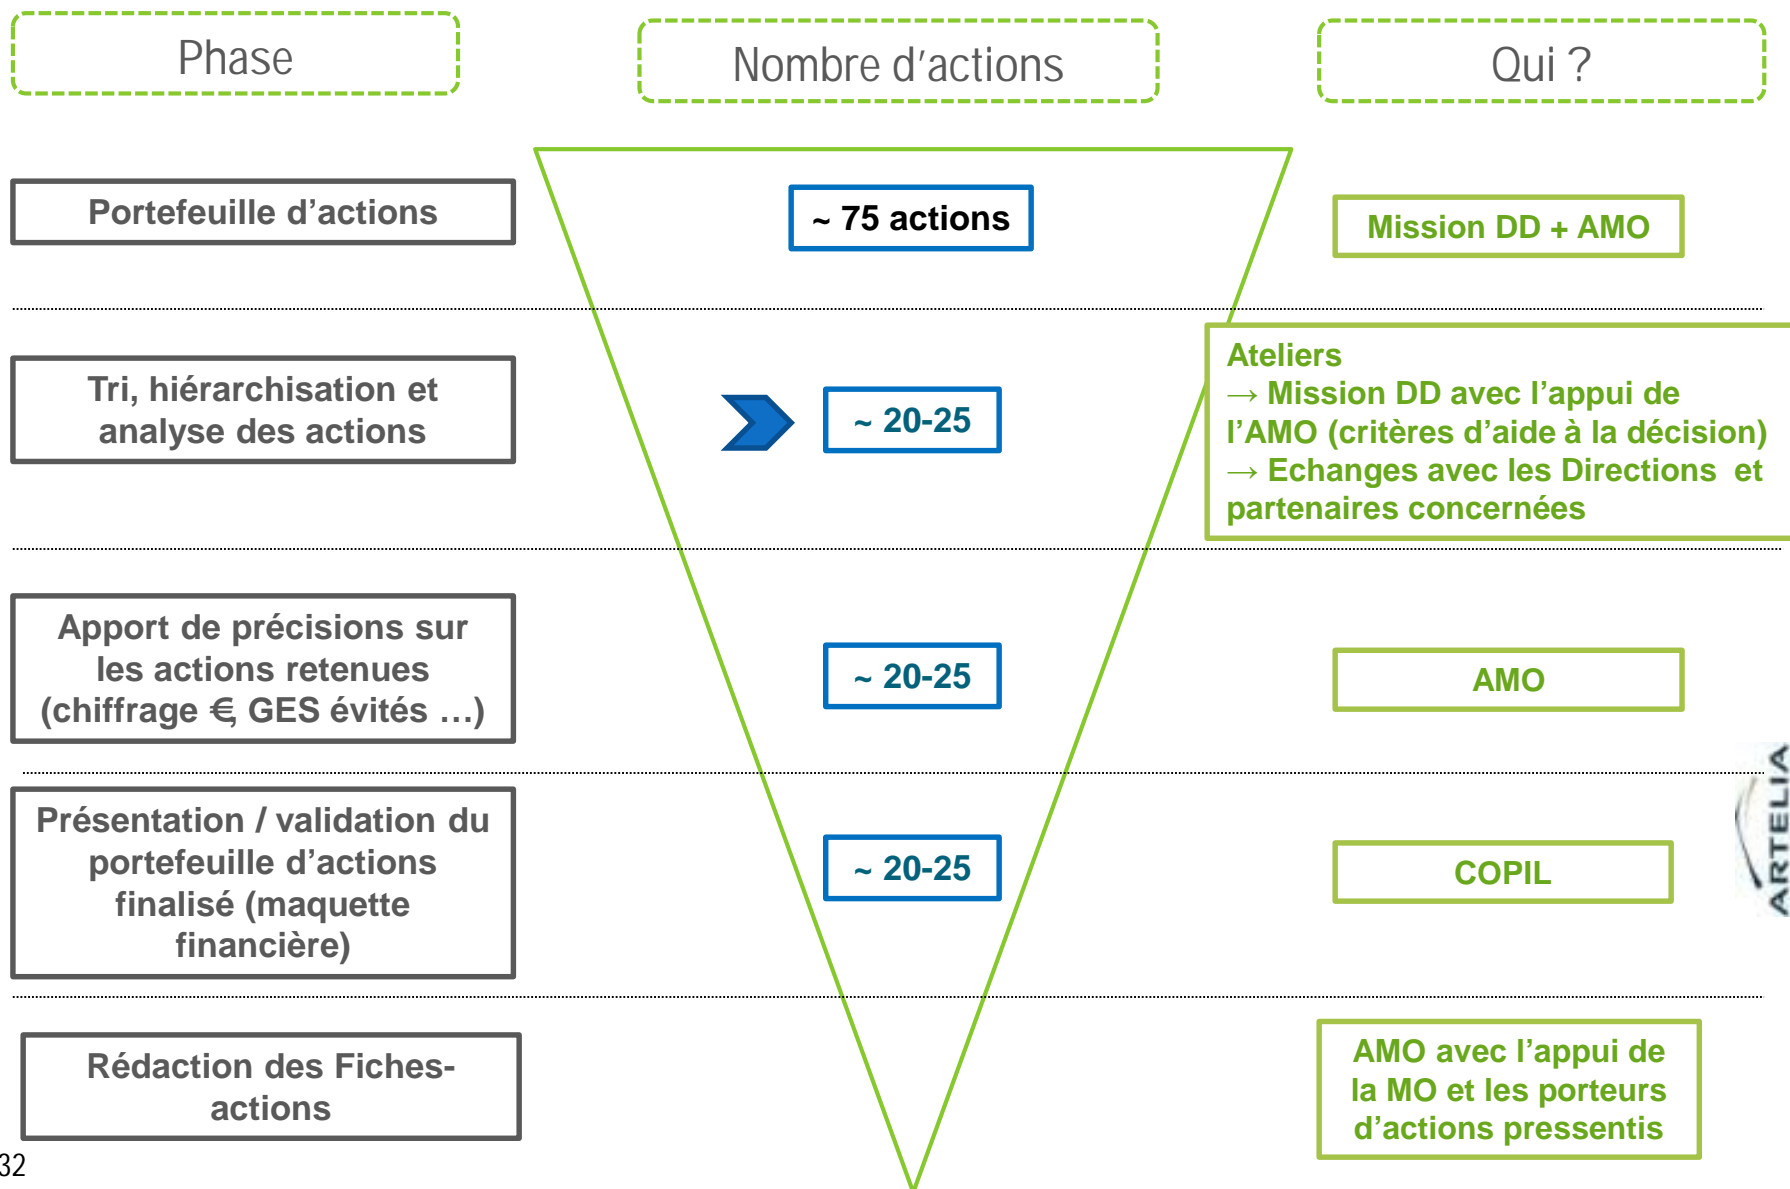 Phase
Nombre d’actions
Qui ?
Portefeuille d’actions
~ 75 actions
Mission DD + AMO
Tri, hiérarchisation et
analyse des actions
~ 20-25
Ateliers
→ Mission DD avec l’appui de
l’AMO (critères d’aide à la décision)
→ Echanges avec les Directions et
partenaires concernées
Apport de précisions sur
les actions retenues
(chiffrage €, GES évités …)
~ 20-25
AMO
Présentation / validation du
portefeuille d’actions
finalisé (maquette
financière)
~ 20-25
COPIL
ARTELIA
Rédaction des Fiches-
actions
AMO avec l’appui de
la MO et les porteurs
d’actions pressentis
32